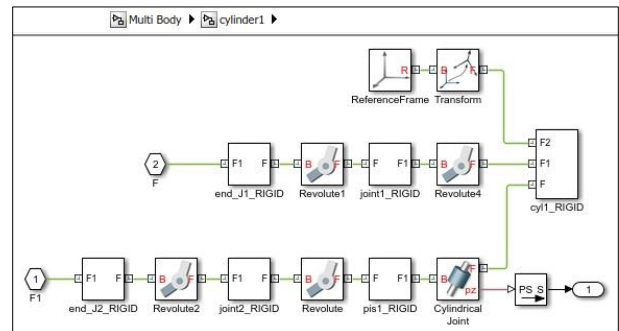 Multi Body cylinder1
R B F
ReferenceFrame Transform
F2
2 F1 F B F F F1 B F F1
F end_J1_RIGID Revolute1 joint1_RIGID Revolute4 F
cyl1_RIGID
1 F1 F B F F1 F B F F F1 B F
F1 end_J2_RIGID Revolute2 joint2_RIGID Revolute pis1_RIGID Cylindrical Joint
pz PS S 1